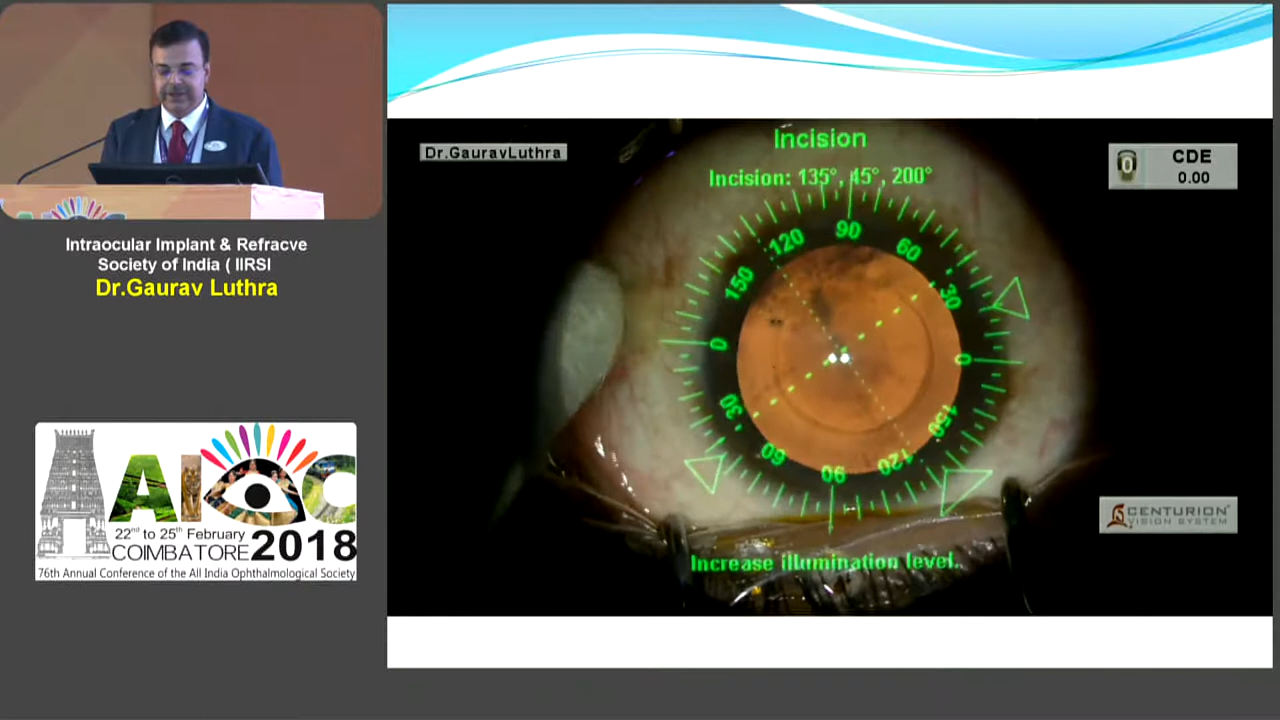 Intraocular Implant & Refracve
Society of India ( IIRSI
Dr.Gaurav Luthra
AIOC
22nd to 25th February
COIMBATORE 2018
76th Annual Conference of the All India Ophthalmological Society
Dr.GauravLuthra
Incision
Incision: 135°, 45°, 200°
CDE
0.00
0
90
120
60
150
30
0
0
30
150
60
120
90
Increase illumination level..
CENTURION
VISION SYSTEM